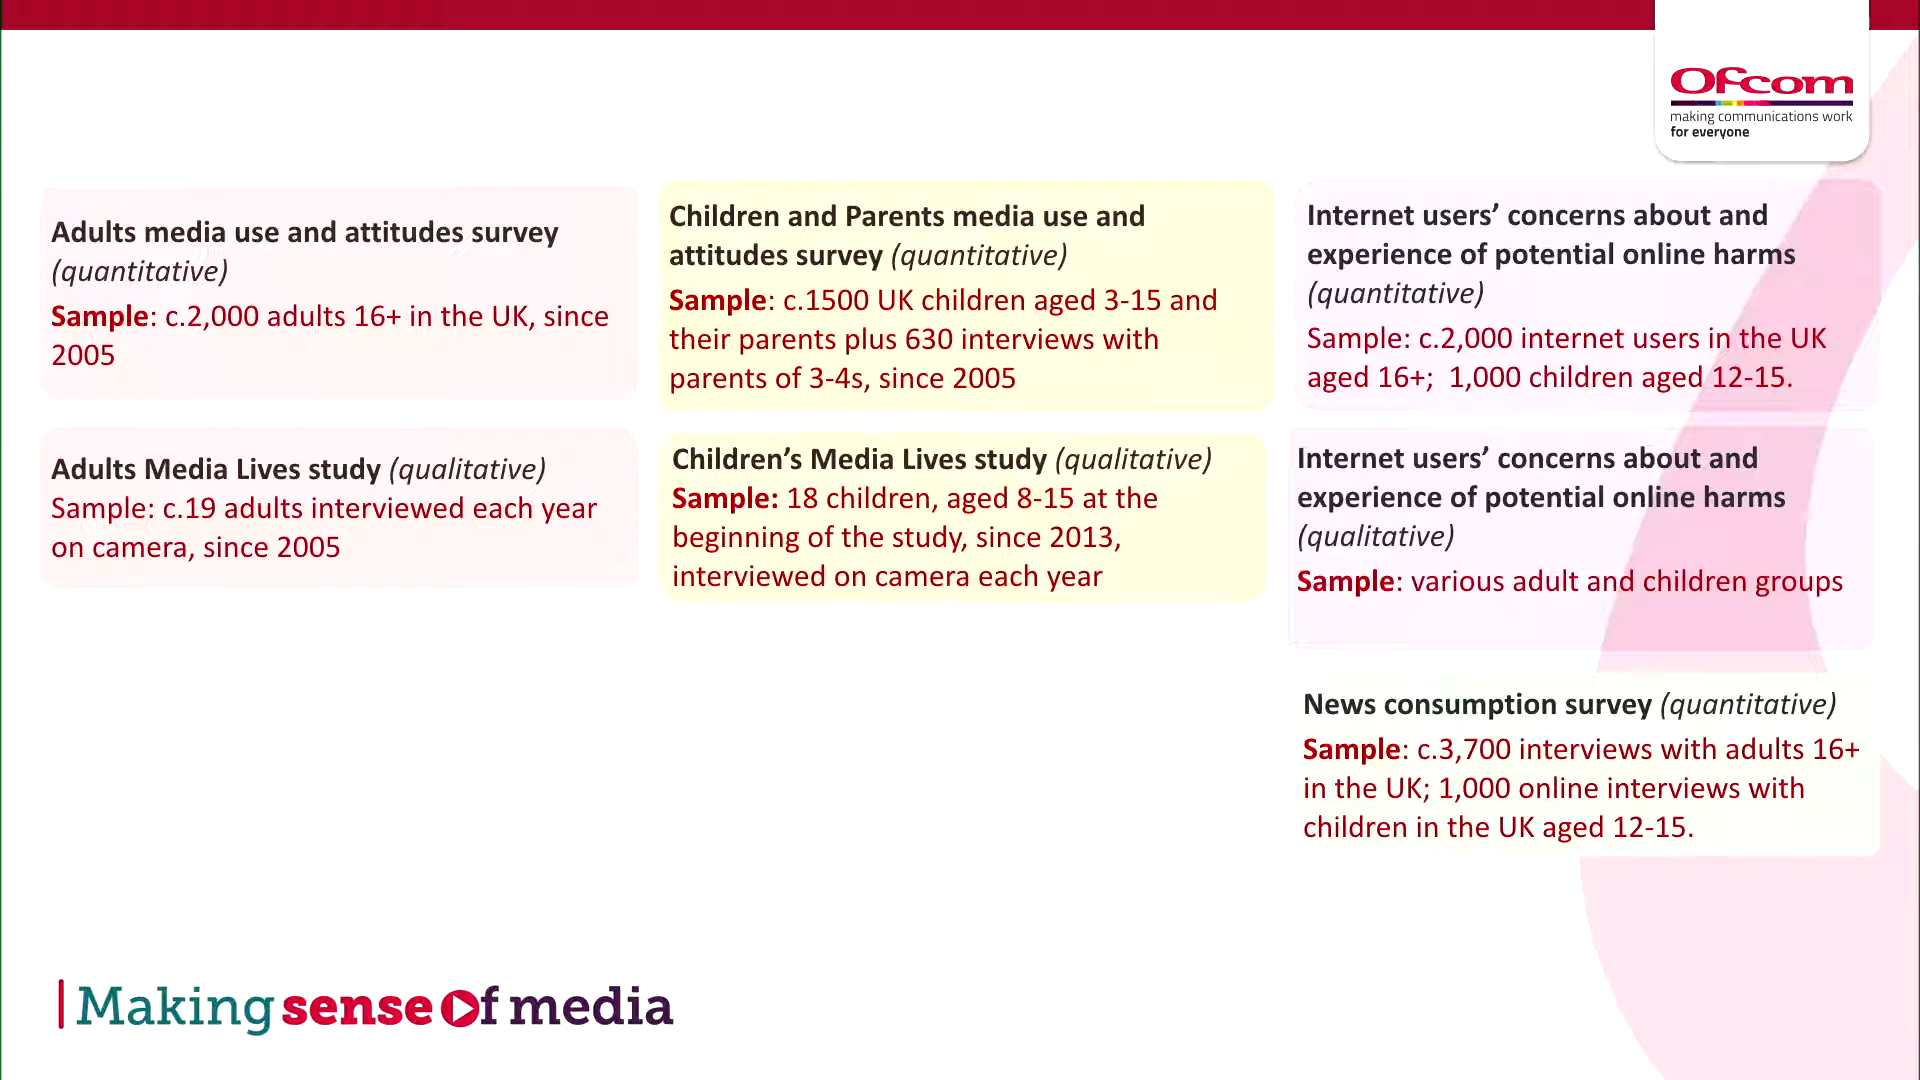 Ofcom
making communications work
for everyone
Adults media use and attitudes survey
(quantitative)
Sample: c.2,000 adults 16+ in the UK, since
2005
Children and Parents media use and
attitudes survey (quantitative)
Sample: c.1500 UK children aged 3-15 and
their parents plus 630 interviews with
parents of 3-4s, since 2005
Internet users’ concerns about and
experience of potential online harms
(quantitative)
Sample: c.2,000 internet users in the UK
aged 16+;  1,000 children aged 12-15.
Adults Media Lives study (qualitative)
Sample: c.19 adults interviewed each year
on camera, since 2005
Children’s Media Lives study (qualitative)
Sample: 18 children, aged 8-15 at the
beginning of the study, since 2013,
interviewed on camera each year
Internet users’ concerns about and
experience of potential online harms
(qualitative)
Sample: various adult and children groups
News consumption survey (quantitative)
Sample: c.3,700 interviews with adults 16+
in the UK; 1,000 online interviews with
children in the UK aged 12-15.
Making sense Of media